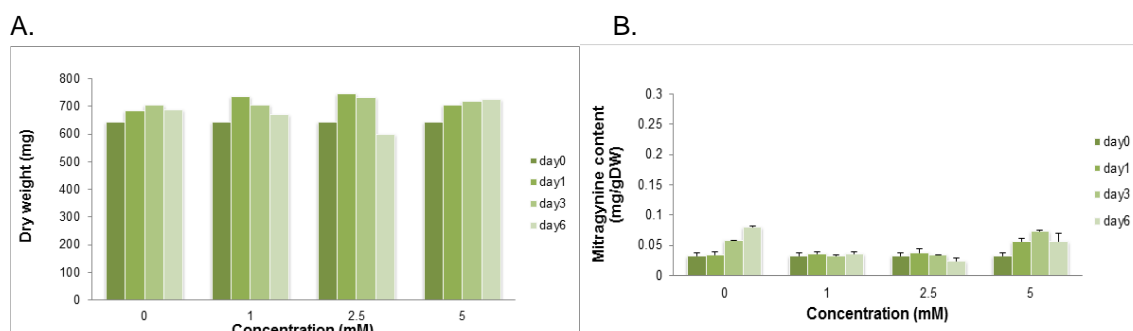 A.
B.
800
700
600
500
400
300
200
100
0
Dry weight (mg)
0 1 2.5 5
Concentration (mM)
day0
day1
day3
day6
0.3
0.25
0.2
0.15
0.1
0.05
0
Mitragynine content
(mg/gDW)
0 1 2.5 5
Concentration (mM)
day0
day1
day3
day6